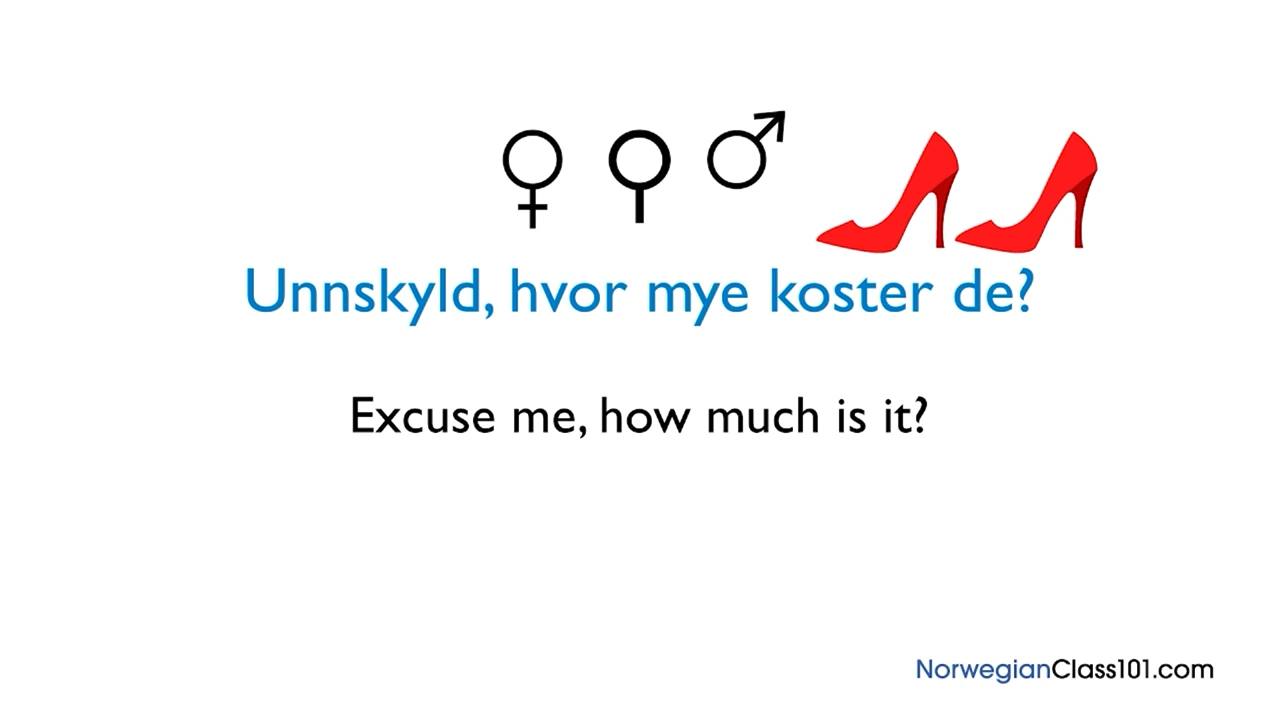 Unnskyld, hvor mye koster de?
Excuse me, how much is it?
NorwegianClass101.com